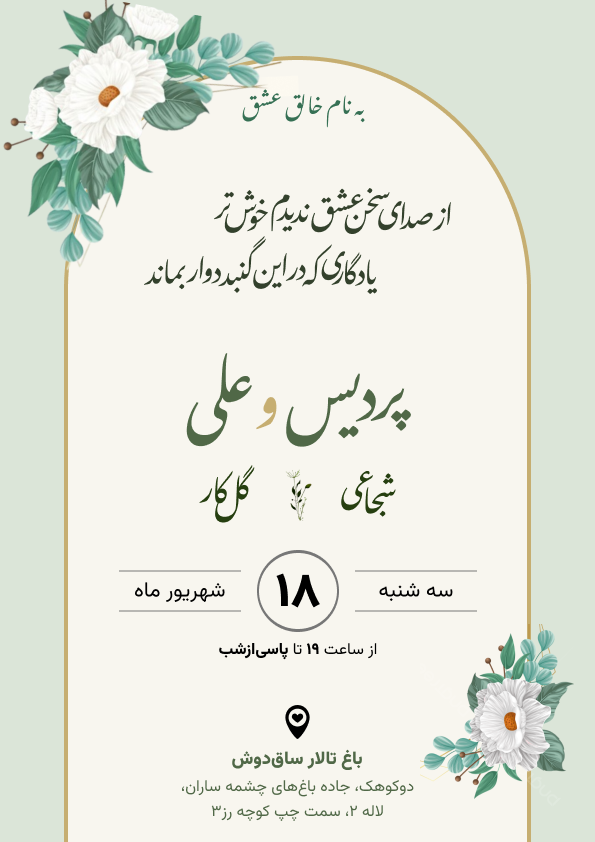 به نام خالق عشق
از صدای سخن عشق ندیدم خوش‌تر
یادگاری که در این گنبد دوار بماند
پردیس و علی
شجاعی گل‌کار
سه شنبه ۱۸ شهریور ماه
از ساعت ۱۹ تا پاسی‌ازشب
باغ تالار ساق‌دوش
دوکوهک، جاده باغ‌های چشمه ساران،
لاله ۲، سمت چپ کوچه رز۳